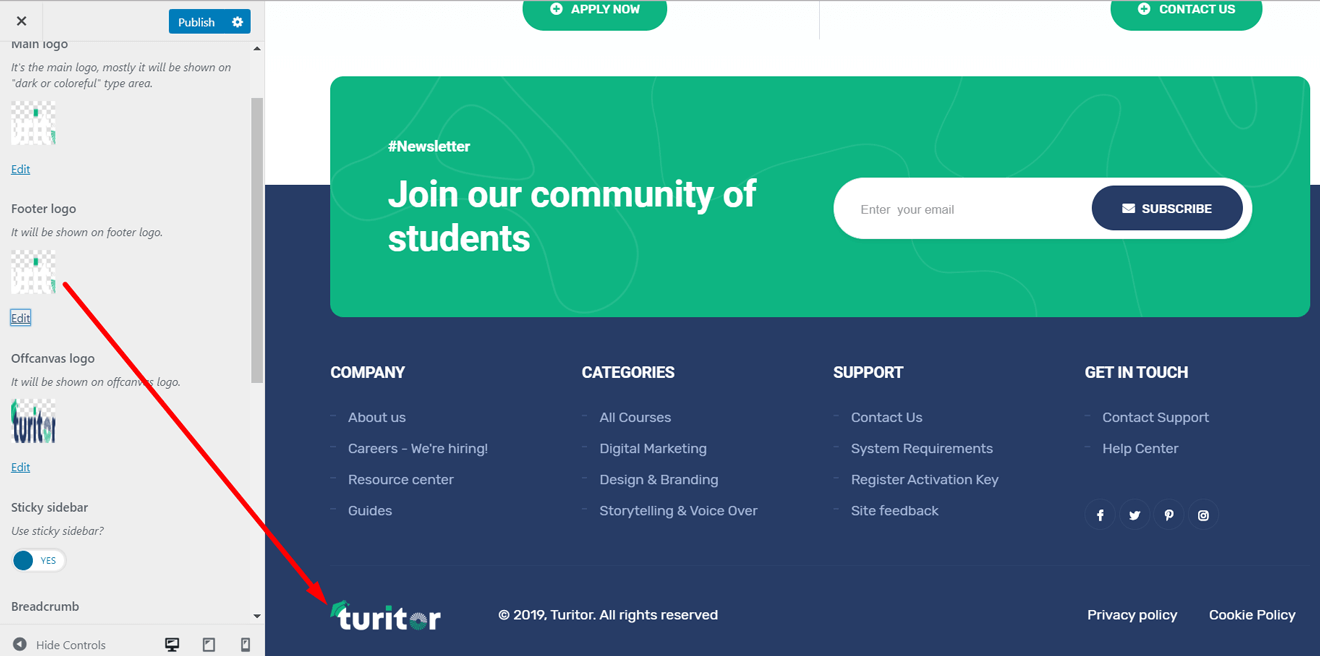 Publish
Main logo
It's the main logo, mostly it will be shown on
"dark or coloreful" type area.
Edit
Footer logo
It will be shown on footer logo.
Edit
Offcanvas logo
It will be shown on offcanvas logo.
turitor
Edit
Sticky sidebar
Use sticky sidebar?
YES
Breadcrumb
Hide Controls
APPLY NOW
CONTACT US
#Newsletter
Join our community of
students
Enter your email
SUBSCRIBE
COMPANY
About us
Careers - We're hiring!
Resource center
Guides
CATEGORIES
All Courses
Digital Marketing
Design & Branding
Storytelling & Voice Over
SUPPORT
Contact Us
System Requirements
Register Activation Key
Site feedback
GET IN TOUCH
Contact Support
Help Center
turitor
© 2019, Turitor. All rights reserved
Privacy policy
Cookie Policy